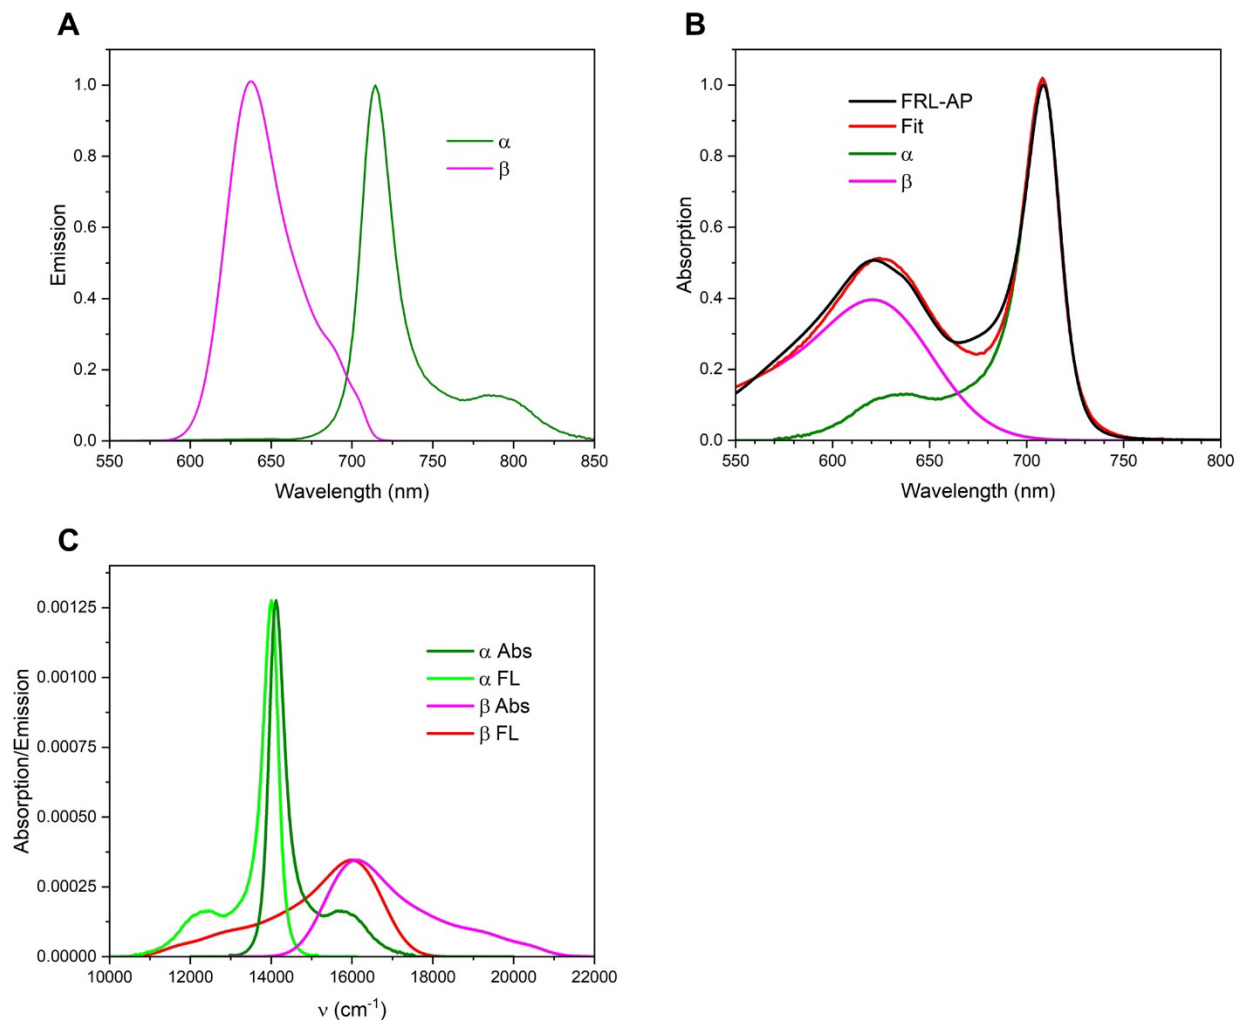 A
Emission
1.0
0.8
0.6
0.4
0.2
0.0
α
β
550 600 650 700 750 800 850
Wavelength (nm)
B
Absorption
1.0
0.8
0.6
0.4
0.2
0.0
FRL-AP
Fit
α
β
550 600 650 700 750 800
Wavelength (nm)
C
Absorption/Emission
0.00125
0.00100
0.00075
0.00050
0.00025
0.00000
α Abs
α FL
β Abs
β FL
10000 12000 14000 16000 18000 20000 22000
ν (cm⁻¹)